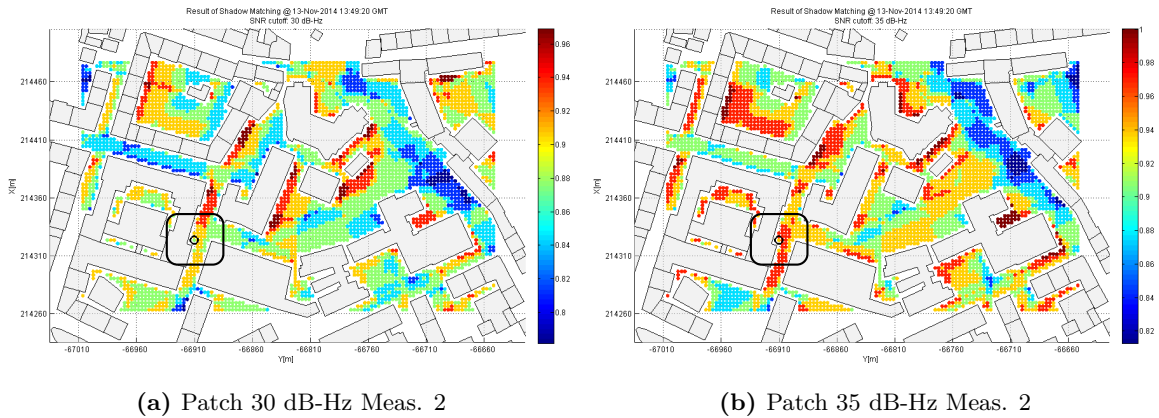 Result of Shadow Matching @ 13-Nov-2014 13:49:20 GMT
SNR cutoff: 30 dB-Hz
214460
214410
214360
214310
214260
X[m]
-67010 -66960 -66910 -66860 -66810 -66760 -66710 -66660
Y[m]
0.96
0.94
0.92
0.9
0.88
0.86
0.84
0.82
0.8
(a) Patch 30 dB-Hz Meas. 2
Result of Shadow Matching @ 13-Nov-2014 13:49:20 GMT
SNR cutoff: 35 dB-Hz
214460
214410
214360
214310
214260
X[m]
-67010 -66960 -66910 -66860 -66810 -66760 -66710 -66660
Y[m]
1
0.98
0.96
0.94
0.92
0.9
0.88
0.86
0.84
0.82
(b) Patch 35 dB-Hz Meas. 2